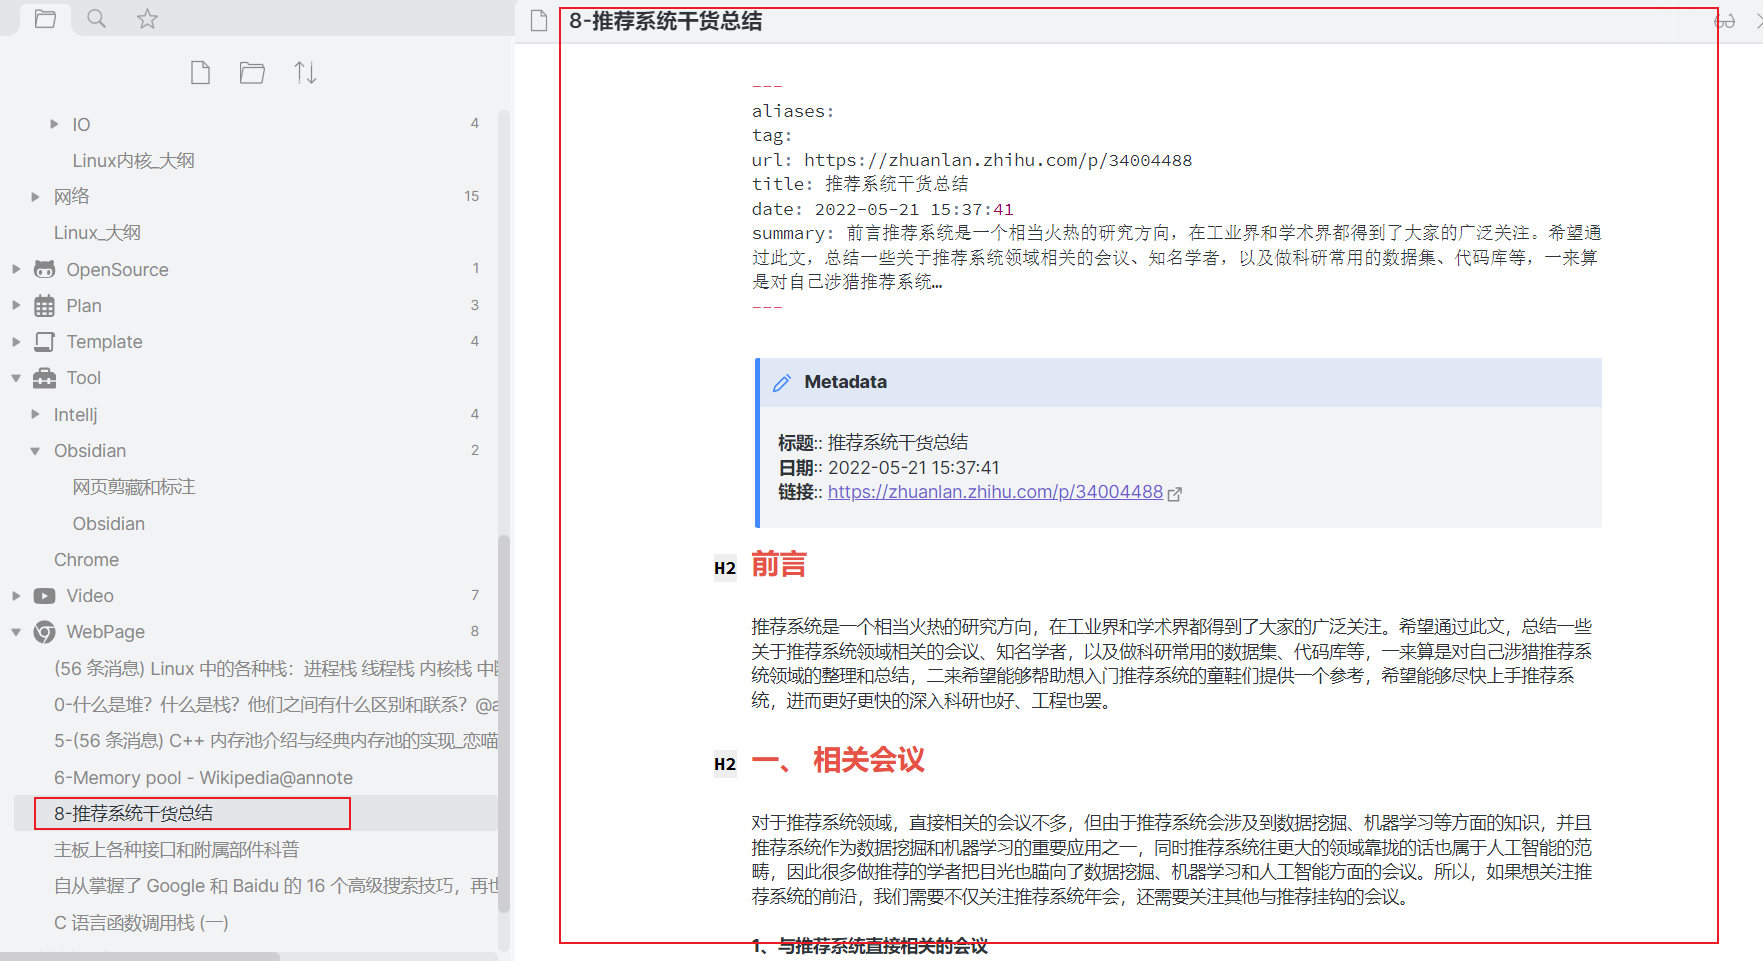 IO 4
Linux内核_大纲
网络 15
Linux_大纲
OpenSource 1
Plan 3
Template 4
Tool
Intellj 4
Obsidian 2
网页剪藏和标注
Obsidian
Chrome
Video 7
WebPage 8
(56 条消息) Linux 中的各种栈：进程栈 线程栈 内核栈 中
0-什么是堆？什么是栈？他们之间有什么区别和联系？@a
5-(56 条消息) C++ 内存池介绍与经典内存池的实现_恋喵
6-Memory pool - Wikipedia@annote
8-推荐系统干货总结
主板上各种接口和附属部件科普
自从掌握了 Google 和 Baidu 的 16 个高级搜索技巧，再也
C 语言函数调用栈 (一)
8-推荐系统干货总结
---
aliases:
tag:
url: https://zhuanlan.zhihu.com/p/34004488
title: 推荐系统干货总结
date: 2022-05-21 15:37:41
summary: 前言推荐系统是一个相当火热的研究方向，在工业界和学术界都得到了大家的广泛关注。希望通
过此文，总结一些关于推荐系统领域相关的会议、知名学者，以及做科研常用的数据集、代码库等，一来算
是对自己涉猎推荐系统…
---
Metadata
标题:: 推荐系统干货总结
日期:: 2022-05-21 15:37:41
链接:: https://zhuanlan.zhihu.com/p/34004488
H2 前言
推荐系统是一个相当火热的研究方向，在工业界和学术界都得到了大家的广泛关注。希望通过此文，总结一些
关于推荐系统领域相关的会议、知名学者，以及做科研常用的数据集、代码库等，一来算是对自己涉猎推荐系
统领域的整理和总结，二来希望能够帮助想入门推荐系统的童鞋们提供一个参考，希望能够尽快上手推荐系
统，进而更好更快的深入科研也好、工程也罢。
H2 一、 相关会议
对于推荐系统领域，直接相关的会议不多，但由于推荐系统会涉及到数据挖掘、机器学习等方面的知识，并且
推荐系统作为数据挖掘和机器学习的重要应用之一，同时推荐系统往更大的领域靠拢的话也属于人工智能的范
畴，因此很多做推荐的学者把目光也瞄向了数据挖掘、机器学习和人工智能方面的会议。所以，如果想关注推
荐系统的前沿，我们需要不仅关注推荐系统年会，还需要关注其他与推荐挂钩的会议。
1、与推荐系统直接相关的会议